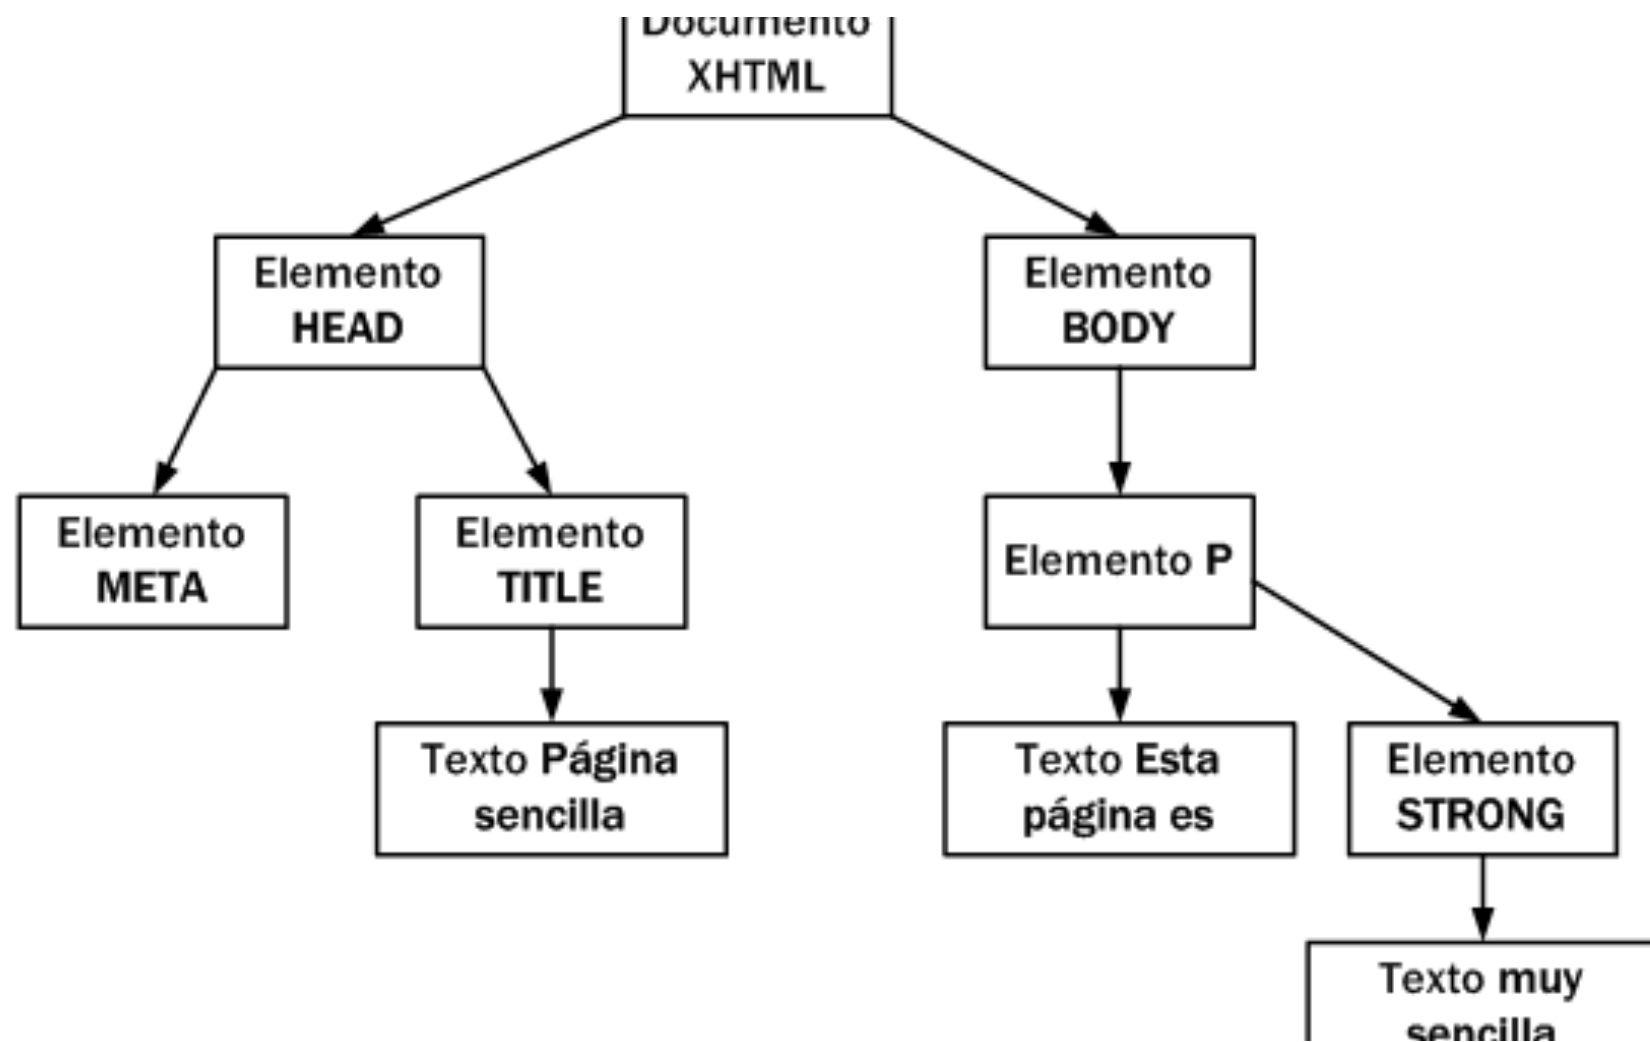 Documento
XHTML
Elemento
HEAD
Elemento
BODY
Elemento
META
Elemento
TITLE
Elemento P
Texto Página
sencilla
Texto Esta
página es
Elemento
STRONG
Texto muy
sencilla